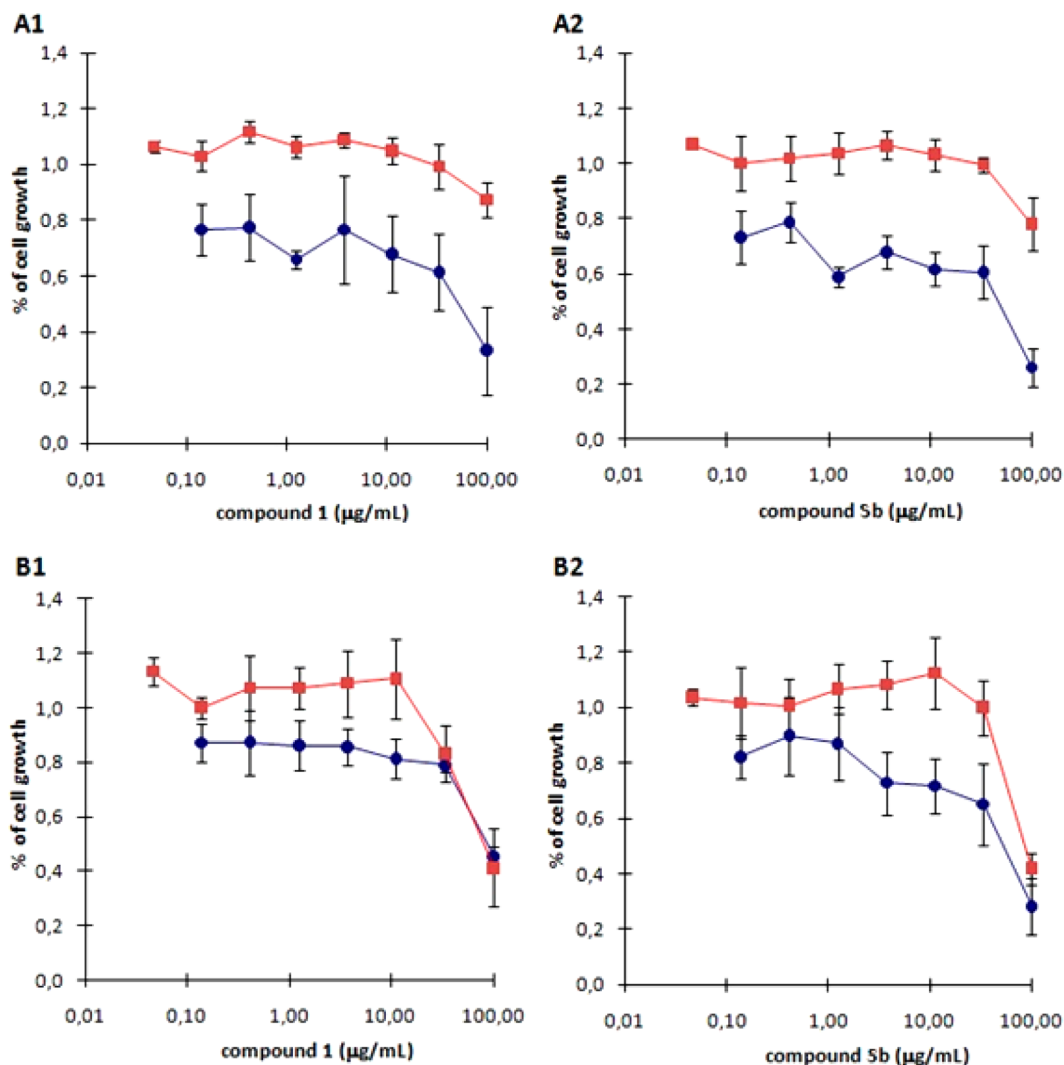 A1
1,4
1,2
1,0
0,8
0,6
0,4
0,2
0,0
% of cell growth
0,01 0,10 1,00 10,00 100,00
compound 1 (μg/mL)
A2
1,4
1,2
1,0
0,8
0,6
0,4
0,2
0,0
% of cell growth
0,01 0,10 1,00 10,00 100,00
compound 5b (μg/mL)
B1
1,4
1,2
1,0
0,8
0,6
0,4
0,2
0,0
% of cell growth
0,01 0,10 1,00 10,00 100,00
compound 1 (μg/mL)
B2
1,4
1,2
1,0
0,8
0,6
0,4
0,2
0,0
% of cell growth
0,01 0,10 1,00 10,00 100,00
compound 5b (μg/mL)